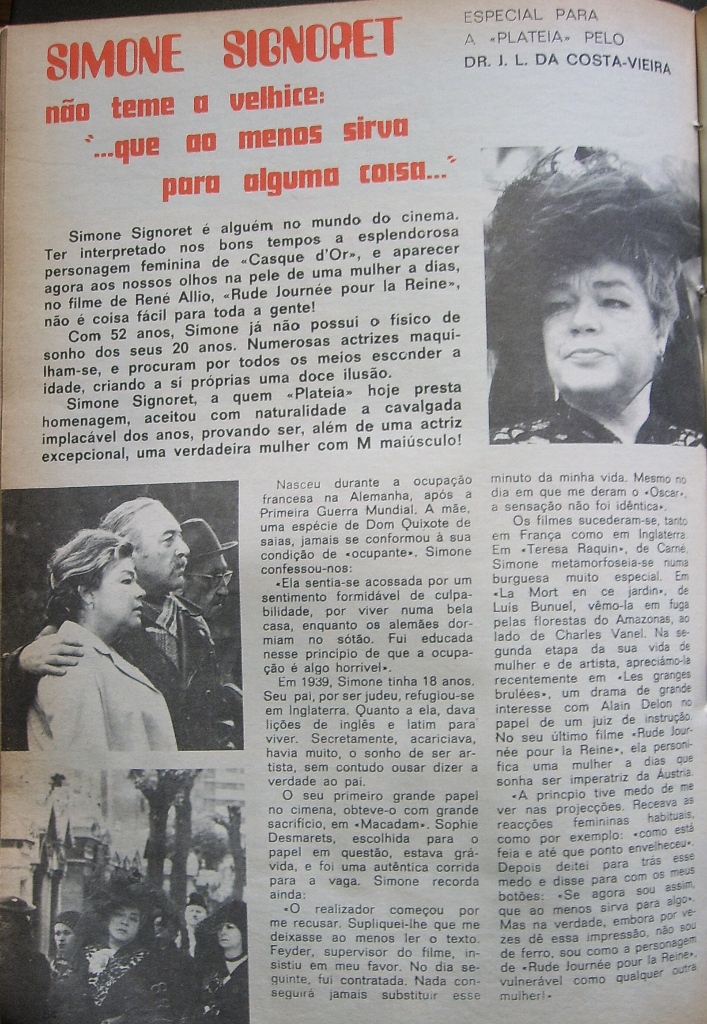 SIMONE SIGNORET
não teme a velhice:
"...que ao menos sirva
para alguma coisa..."
ESPECIAL PARA
A «PLATEIA» PELO
DR. J. L. DA COSTA-VIEIRA
Simone Signoret é alguém no mundo do cinema.
Ter interpretado nos bons tempos a esplendorosa
personagem feminina de «Casque d'Or», e aparecer
agora aos nossos olhos na pele de uma mulher a dias,
no filme de René Allio, «Rude Journée pour la Reine»,
não é coisa fácil para toda a gente!
Com 52 anos, Simone já não possui o físico de
sonho dos seus 20 anos. Numerosas actrizes maqui-
lham-se, e procuram por todos os meios esconder a
idade, criando a si próprias uma doce ilusão.
Simone Signoret, a quem «Plateia» hoje presta
homenagem, aceitou com naturalidade a cavalgada
implacável dos anos, provando ser, além de uma actriz
excepcional, uma verdadeira mulher com M maiúsculo!
Nasceu durante a ocupação
francesa na Alemanha, após a
Primeira Guerra Mundial. A mãe,
uma espécie de Dom Quixote de
saias, jamais se conformou à sua
condição de «ocupante». Simone
confessou-nos:
«Ela sentia-se acossada por um
sentimento formidável de culpa-
bilidade, por viver numa bela
casa, enquanto os alemães dor-
miam no sótão. Fui educada
nesse princípio de que a ocupa-
ção é algo horrível».
Em 1939, Simone tinha 18 anos.
Seu pai, por ser judeu, refugiou-se
em Inglaterra. Quanto a ela, dava
lições de inglês e latim para
viver. Secretamente, acariciava,
havia muito, o sonho de ser ar-
tista, sem contudo ousar dizer a
verdade ao pai.
O seu primeiro grande papel
no cimena, obteve-o com grande
sacrifício, em «Macadam». Sophie
Desmarets, escolhida para o
papel em questão, estava grá-
vida, e foi uma autêntica corrida
para a vaga. Simone recorda
ainda:
«O realizador começou por
me recusar. Supliquei-lhe que me
deixasse ao menos ler o texto.
Feyder, supervisor do filme, in-
sistiu em meu favor. No dia se-
guinte, fui contratada. Nada con-
seguirá jamais substituir esse
minuto da minha vida. Mesmo no
dia em que me deram o «Oscar»,
a sensação não foi idêntica».
Os filmes sucederam-se, tanto
em França como em Inglaterra.
Em «Teresa Raquin», de Carné,
Simone metamorfoseia-se numa
burguesa muito especial. Em
«La Mort en ce jardin», de
Luis Bunuel, vêmo-la em fuga
pelas florestas do Amazonas, ao
lado de Charles Vanel. Na se-
gunda etapa da sua vida de
mulher e de artista, apreciámo-la
recentemente em «Les granges
brulées», um drama de grande
interesse com Alain Delon no
papel de um juiz de instrução.
No seu último filme «Rude Jour-
née pour la Reine», ela personi-
fica uma mulher a dias que
sonha ser imperatriz da Áustria.
«A princpio tive medo de me
ver nas projecções. Receava as
reacções femininas habituais,
como por exemplo: «como está
feia e até que ponto envelheceu».
Depois deitei para trás esse
medo e disse para com os meus
botões: «Se agora sou assim,
que ao menos sirva para algo».
Mas na verdade, embora por ve-
zes dê essa impressão, não sou
de ferro, sou como a personagem
de «Rude Journée pour la Reine»,
vulnerável como qualquer outra
mulher!»